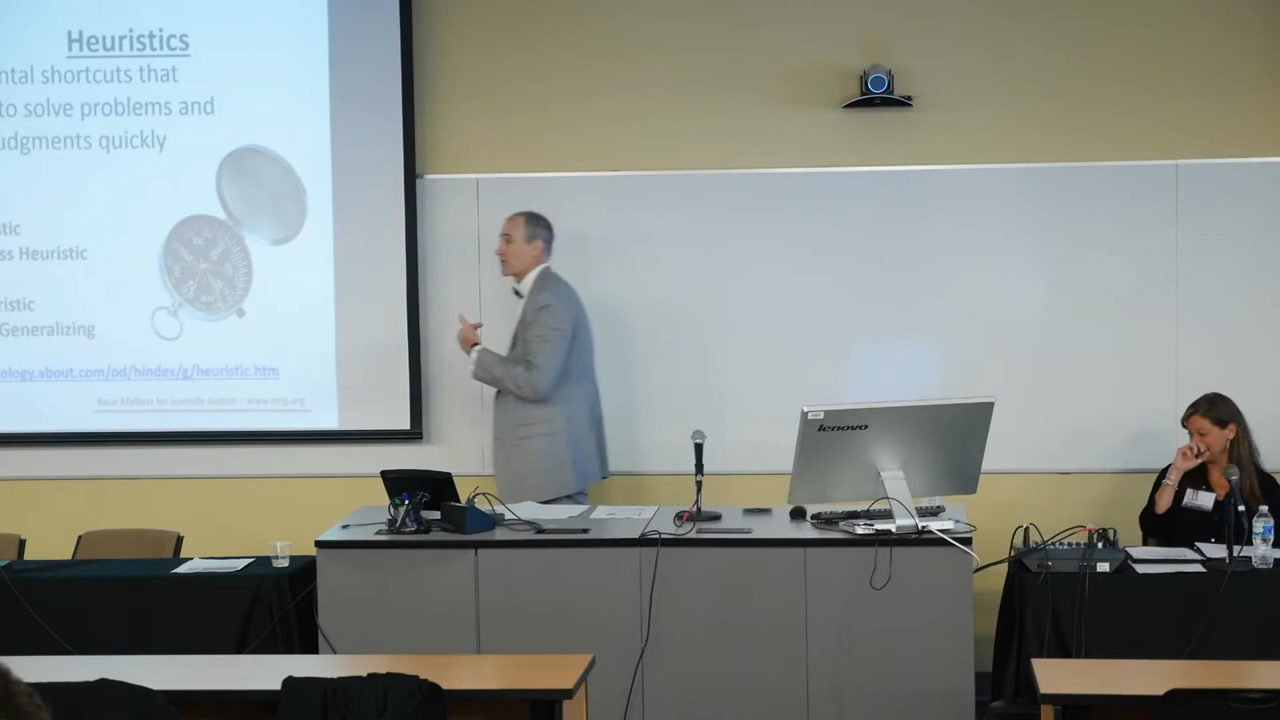 Heuristics
ntal shortcuts that
to solve problems and
udgments quickly
stic
ss Heuristic
ristic
Generalizing
ology.about.com/od/hindex/g/heuristic.htm
Race Matters for Juvenile Justice - www.rmjj.org
lenovo